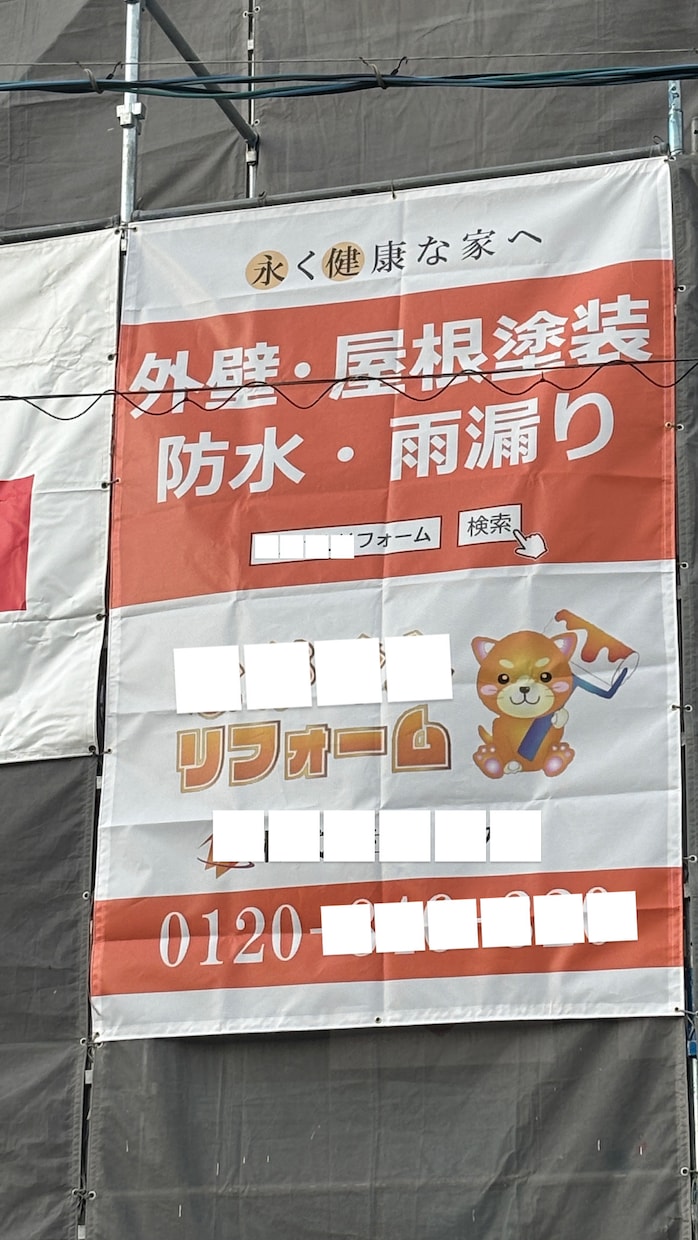 永く健康な家へ
外壁・屋根塗装
防水・雨漏り
リフォーム 検索
リフォーム
0120-